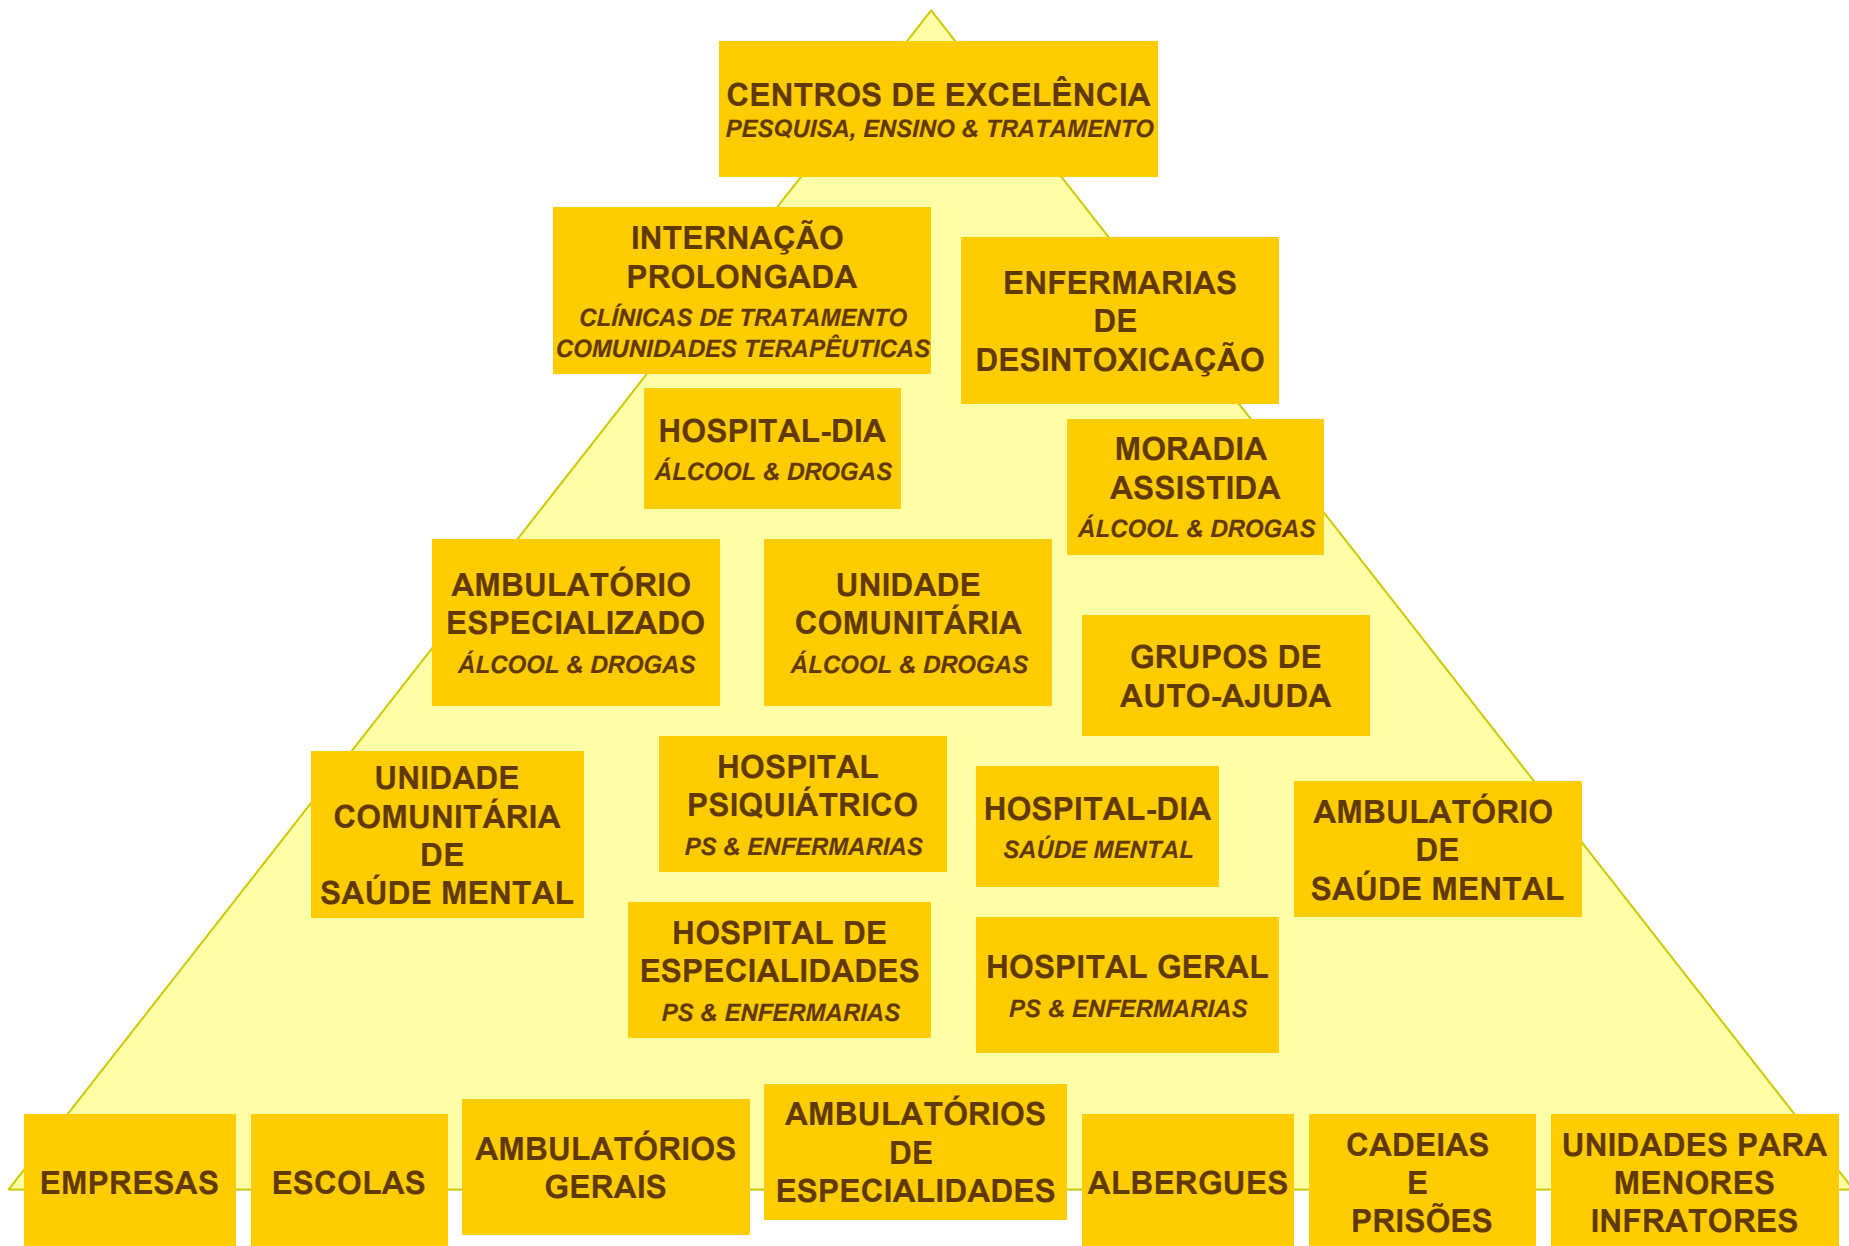 CENTROS DE EXCELÊNCIA
PESQUISA, ENSINO & TRATAMENTO
INTERNAÇÃO
PROLONGADA
CLÍNICAS DE TRATAMENTO
COMUNIDADES TERAPÊUTICAS
ENFERMARIAS
DE
DESINTOXICAÇÃO
HOSPITAL-DIA
ÁLCOOL & DROGAS
MORADIA
ASSISTIDA
ÁLCOOL & DROGAS
AMBULATÓRIO
ESPECIALIZADO
ÁLCOOL & DROGAS
UNIDADE
COMUNITÁRIA
ÁLCOOL & DROGAS
GRUPOS DE
AUTO-AJUDA
UNIDADE
COMUNITÁRIA
DE
SAÚDE MENTAL
HOSPITAL
PSIQUIÁTRICO
PS & ENFERMARIAS
HOSPITAL-DIA
SAÚDE MENTAL
AMBULATÓRIO
DE
SAÚDE MENTAL
HOSPITAL DE
ESPECIALIDADES
PS & ENFERMARIAS
HOSPITAL GERAL
PS & ENFERMARIAS
EMPRESAS
ESCOLAS
AMBULATÓRIOS
GERAIS
AMBULATÓRIOS
DE
ESPECIALIDADES
ALBERGUES
CADEIAS
E
PRISÕES
UNIDADES PARA
MENORES
INFRATORES